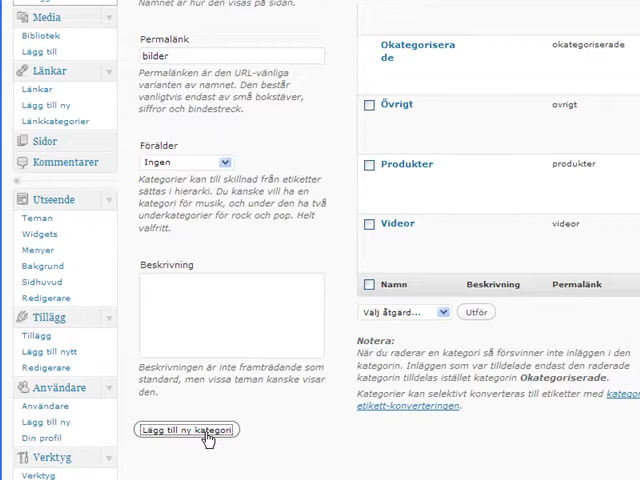 Namnet är hur den visas på sidan.
Media
Bibliotek
Lägg till
Länkar
Länkar
Lägg till ny
Länkkategorier
Sidor
Kommentarer
Utseende
Teman
Widgets
Menyer
Bakgrund
Sidhuvud
Redigerare
Tillägg
Tillägg
Lägg till nytt
Redigerare
Användare
Användare
Lägg till ny
Din profil
Verktyg
Verktyg
Permalänk
bilder
Permalänken är den URL-vänliga
varianten av namnet. Den består
vanligtvis endast av små bokstäver,
siffror och bindestreck.
Förälder
Ingen
Kategorier kan till skillnad från etiketter
sättas i hierarki. Du kanske vill ha en
kategori för musik, och under den ha två
underkategorier för rock och pop. Helt
valfritt.
Beskrivning
Beskrivningen är inte framträdande som
standard, men vissa teman kanske visar
den.
Lägg till ny kategori
Okategorisera
de
okategoriserade
Övrigt
ovrigt
Produkter
produkter
Videor
videor
Namn Beskrivning Permalänk
Välj åtgärd... Utför
Notera:
När du raderar en kategori så försvinner inte inläggen i den
kategorin. Inläggen som var tilldelade endast den raderade
kategorin tilldelas istället kategorin Okategoriserade.
Kategorier kan selektivt konverteras till etiketter med katego
etikett-konverteringen.